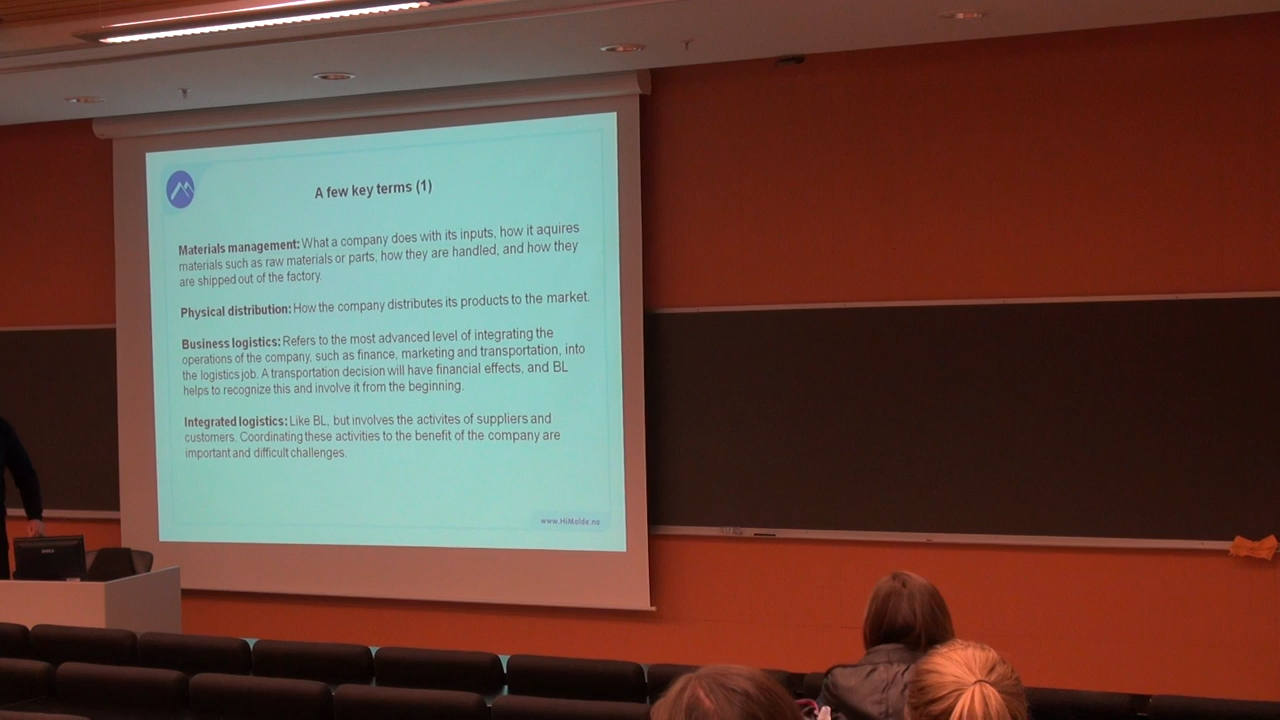 A few key terms (1)
Materials management: What a company does with its inputs, how it aquires
materials such as raw materials or parts, how they are handled, and how they
are shipped out of the factory.
Physical distribution: How the company distributes its products to the market.
Business logistics: Refers to the most advanced level of integrating the
operations of the company, such as finance, marketing and transportation, into
the logistics job. A transportation decision will have financial effects, and BL
helps to recognize this and involve it from the beginning.
Integrated logistics: Like BL, but involves the activites of suppliers and
customers. Coordinating these activities to the benefit of the company are
important and difficult challenges.
www.HiMolde.no